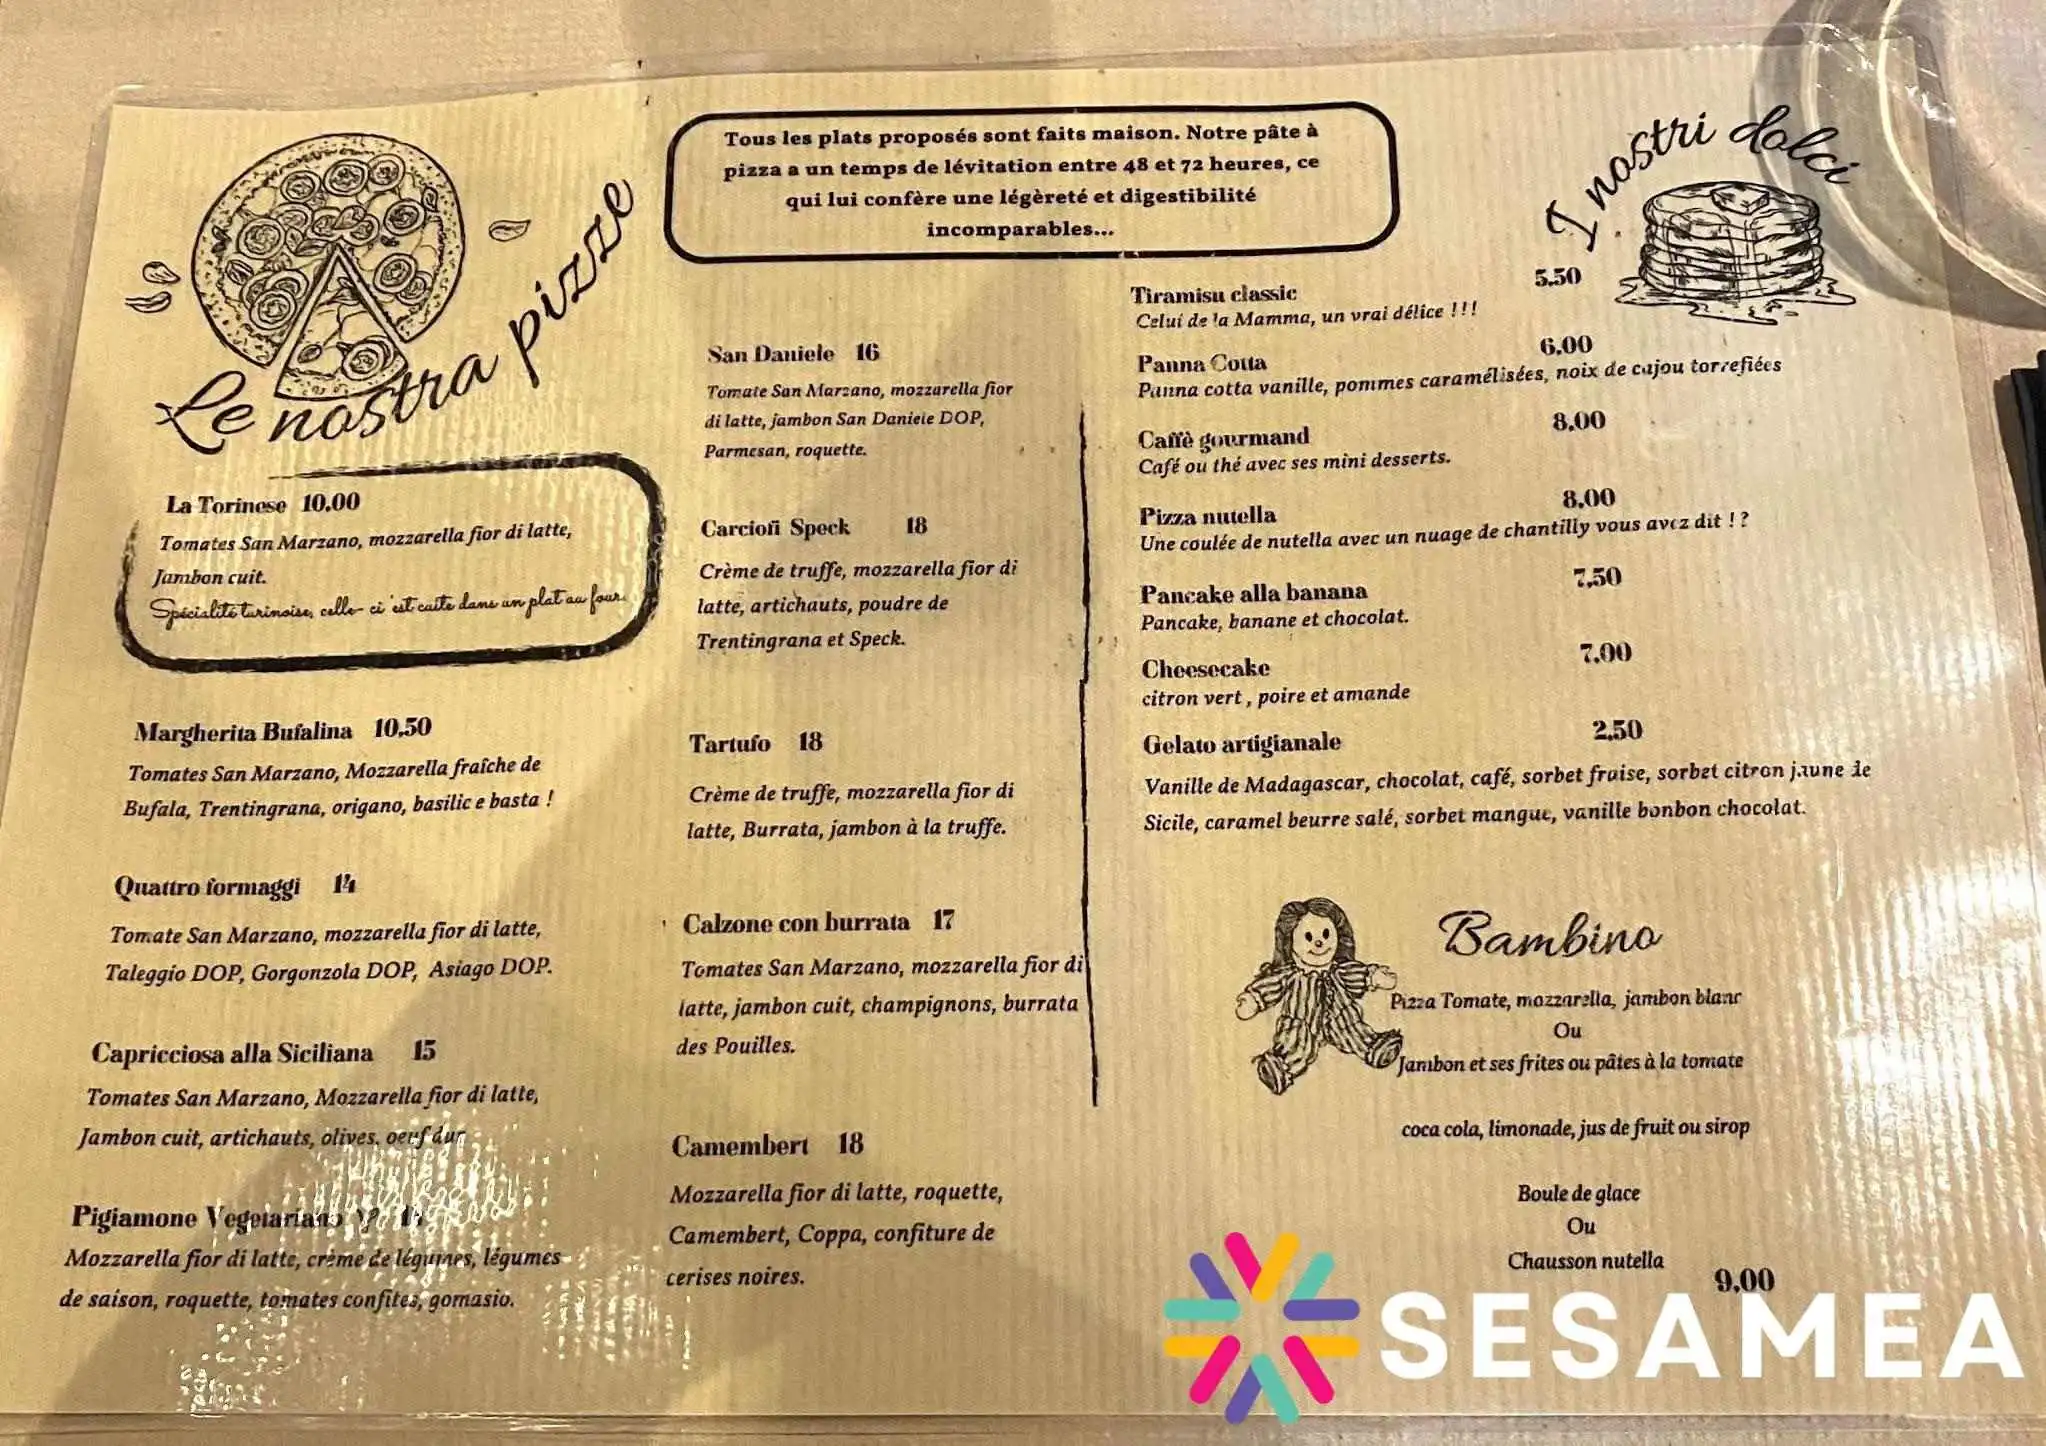 Le nostra pizze
La Torinese 10.00
Tomates San Marzano, mozzarella fior di latte,
Jambon cuit.
Spécialité turinoise, celle-ci est cuite dans un plat au four.
Margherita Bufalina 10.50
Tomates San Marzano, Mozzarella fraîche de
Bufala, Trentingrana, origano, basilic e basta !
Quattro formaggi 14
Tomate San Marzano, mozzarella fior di latte,
Taleggio DOP, Gorgonzola DOP, Asiago DOP.
Capricciosa alla Siciliana 15
Tomates San Marzano, Mozzarella fior di latte,
Jambon cuit, artichauts, olives, oeuf dur
Pigiamone Vegetariano
Mozzarella fior di latte, crème de légumes, légumes
de saison, roquette, tomates confites, gomasio.
Tous les plats proposés sont faits maison. Notre pâte à
pizza a un temps de lévitation entre 48 et 72 heures, ce
qui lui confère une légèreté et digestibilité
incomparables...
San Daniele 16
Tomate San Marzano, mozzarella fior
di latte, jambon San Daniele DOP,
Parmesan, roquette.
Carciofi Speck 18
Crème de truffe, mozzarella fior di
latte, artichauts, poudre de
Trentingrana et Speck.
Tartufo 18
Crème de truffe, mozzarella fior di
latte, Burrata, jambon à la truffe.
Calzone con burrata 17
Tomates San Marzano, mozzarella fior di
latte, jambon cuit, champignons, burrata
des Pouilles.
Camembert 18
Mozzarella fior di latte, roquette,
Camembert, Coppa, confiture de
cerises noires.
I nostri dolci
Tiramisu classic 5.50
Celui de la Mamma, un vrai délice !!!
Panna Cotta 6.00
Panna cotta vanille, pommes caramélisées, noix de cajou torrefiées
Caffè gourmand 8.00
Café ou thé avec ses mini desserts.
Pizza nutella 8.00
Une coulée de nutella avec un nuage de chantilly vous avez dit ! ?
Pancake alla banana 7.50
Pancake, banane et chocolat.
Cheesecake 7.00
citron vert , poire et amande
Gelato artigianale 2.50
Vanille de Madagascar, chocolat, café, sorbet fraise, sorbet citron jaune de
Sicile, caramel beurre salé, sorbet mangue, vanille bonbon chocolat.
Bambino
Pizza Tomate, mozzarella, jambon blanc
Ou
Jambon et ses frites ou pâtes à la tomate
coca cola, limonade, jus de fruit ou sirop
Boule de glace
Ou
Chausson nutella
9.00
SESAMEA